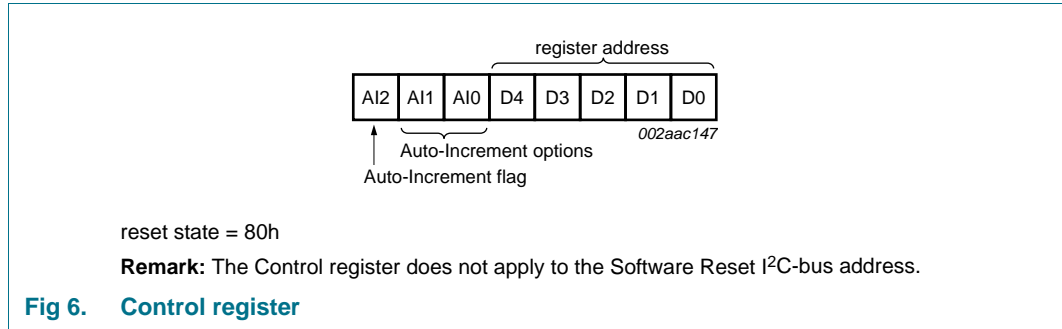 register address
AI2 AI1 AI0 D4 D3 D2 D1 D0
002aac147
Auto-Increment options
Auto-Increment flag
reset state = 80h
Remark: The Control register does not apply to the Software Reset I2C-bus address.
Fig 6. Control register